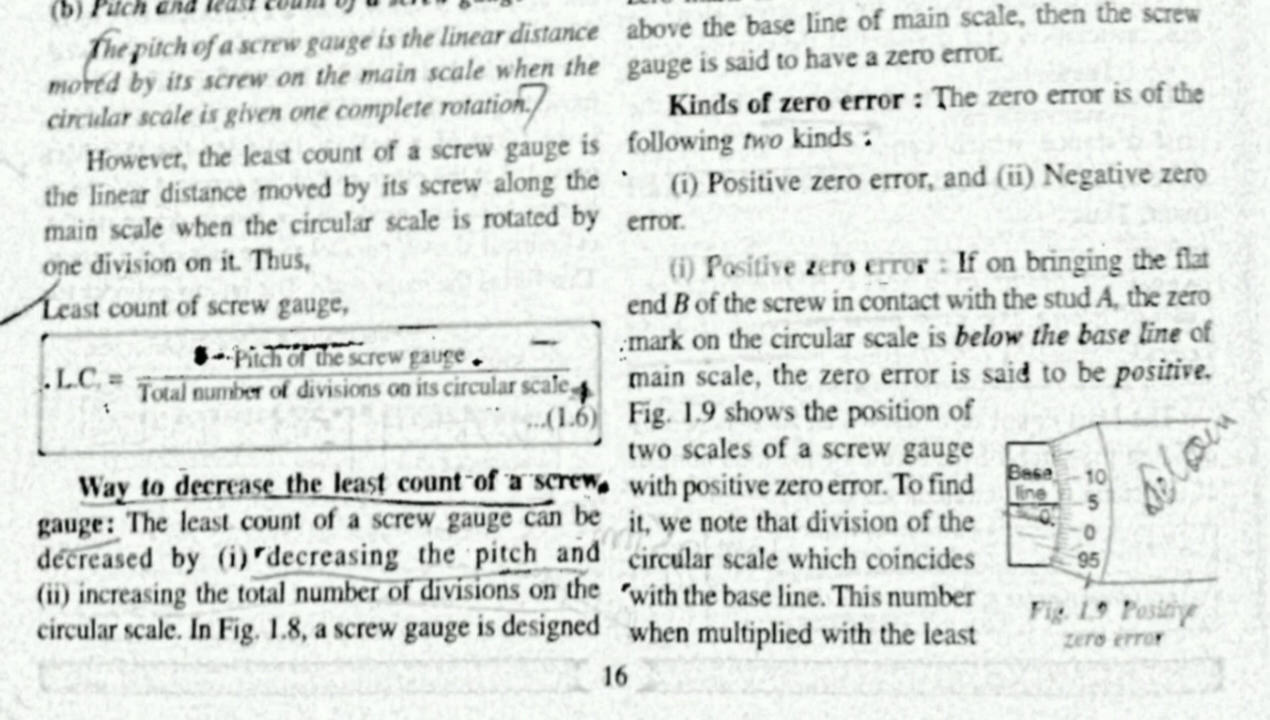 (b) Pitch and least count of a screw gauge
The pitch of a screw gauge is the linear distance
moved by its screw on the main scale when the
circular scale is given one complete rotation.
However, the least count of a screw gauge is
the linear distance moved by its screw along the
main scale when the circular scale is rotated by
one division on it. Thus,
Least count of screw gauge,
L.C. = Pitch of the screw gauge
Total number of divisions on its circular scale
...(1.6)
Way to decrease the least count of a screw
gauge: The least count of a screw gauge can be
decreased by (i) decreasing the pitch and
(ii) increasing the total number of divisions on the
circular scale. In Fig. 1.8, a screw gauge is designed
above the base line of main scale, then the screw
gauge is said to have a zero error.
Kinds of zero error : The zero error is of the
following two kinds :
(i) Positive zero error, and (ii) Negative zero
error.
(i) Positive zero error : If on bringing the flat
end B of the screw in contact with the stud A, the zero
mark on the circular scale is below the base line of
main scale, the zero error is said to be positive.
Fig. 1.9 shows the position of
two scales of a screw gauge
with positive zero error. To find
it, we note that division of the
circular scale which coincides
with the base line. This number
when multiplied with the least
Base
line
0
10
5
0
95
Below
Fig. 1.9 Positive
zero error
16